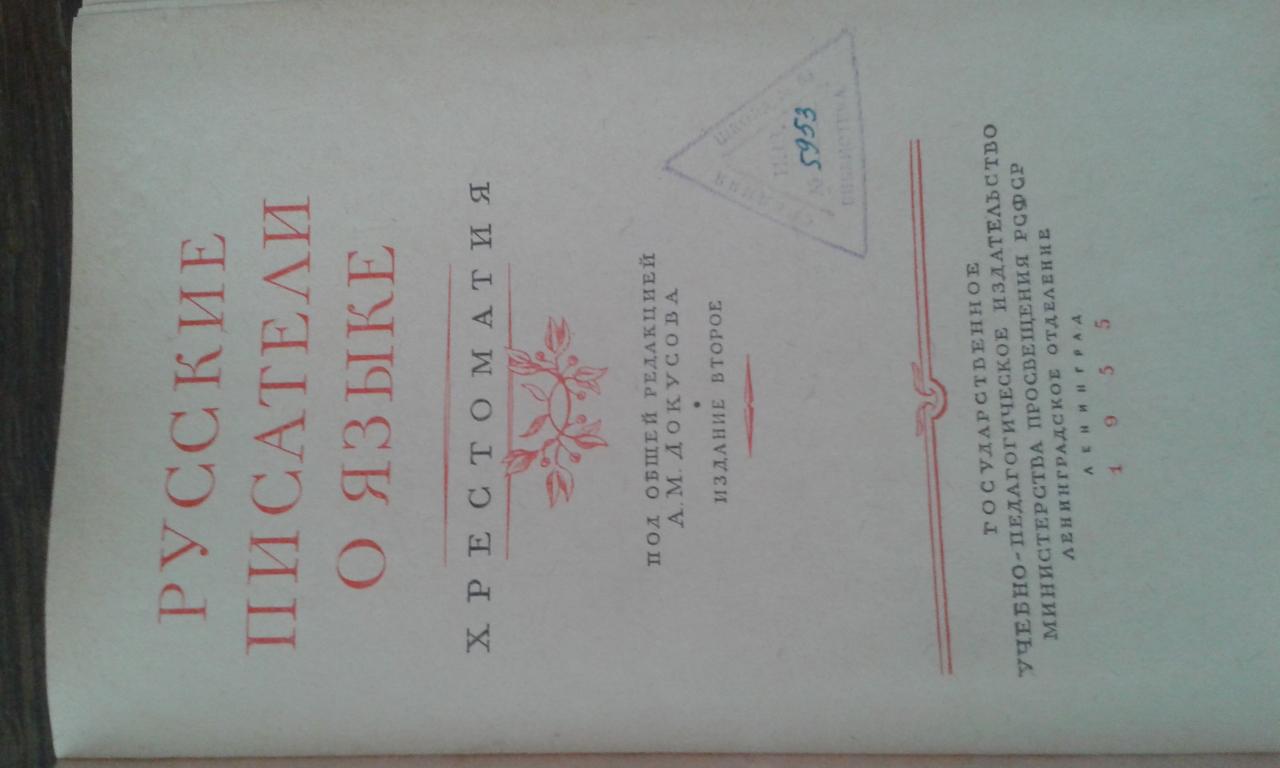 РУССКИЕ
ПИСАТЕЛИ
О ЯЗЫКЕ
ХРЕСТОМАТИЯ
ПОД ОБЩЕЙ РЕДАКЦИЕЙ
А. М. ДОКУСОВА
•
ИЗДАНИЕ ВТОРОЕ
№ 5953
БИБЛИОТЕКА
ГОСУДАРСТВЕННОЕ
УЧЕБНО-ПЕДАГОГИЧЕСКОЕ ИЗДАТЕЛЬСТВО
МИНИСТЕРСТВА ПРОСВЕЩЕНИЯ РСФСР
ЛЕНИНГРАДСКОЕ ОТДЕЛЕНИЕ
ЛЕНИНГРАД
1955